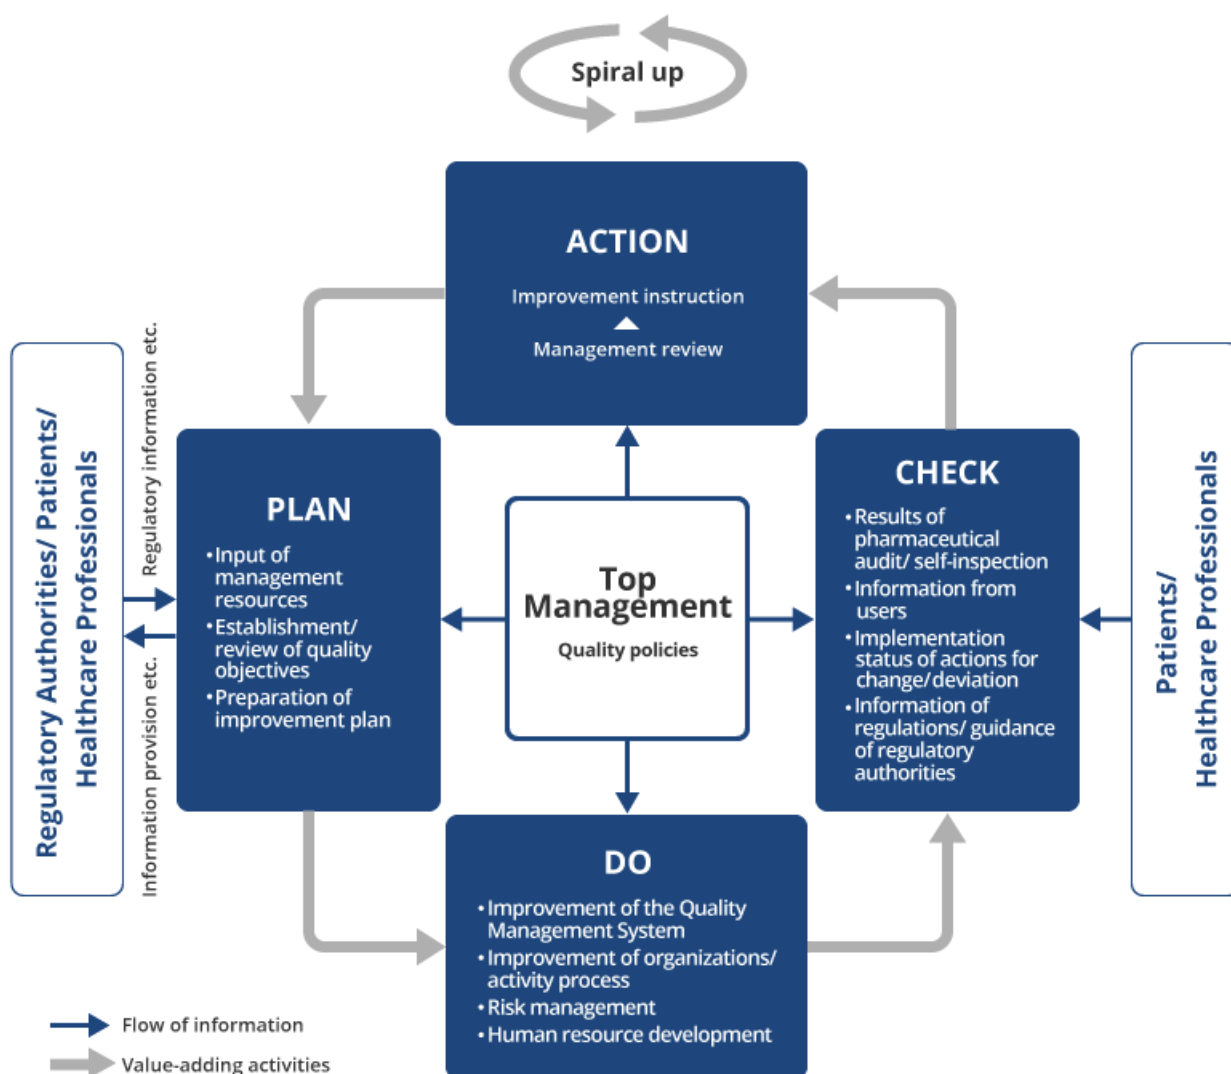 Spiral up
ACTION
Improvement instruction
Management review
Regulatory Authorities/ Patients/
Healthcare Professionals
Regulatory information etc.
Information provision etc.
PLAN
•Input of
management
resources
•Establishment/
review of quality
objectives
•Preparation of
improvement plan
Top
Management
Quality policies
CHECK
•Results of
pharmaceutical
audit/ self-inspection
•Information from
users
•Implementation
status of actions for
change/deviation
•Information of
regulations/ guidance
of regulatory
authorities
Patients/
Healthcare Professionals
DO
•Improvement of the Quality
Management System
•Improvement of organizations/
activity process
•Risk management
•Human resource development
Flow of information
Value-adding activities